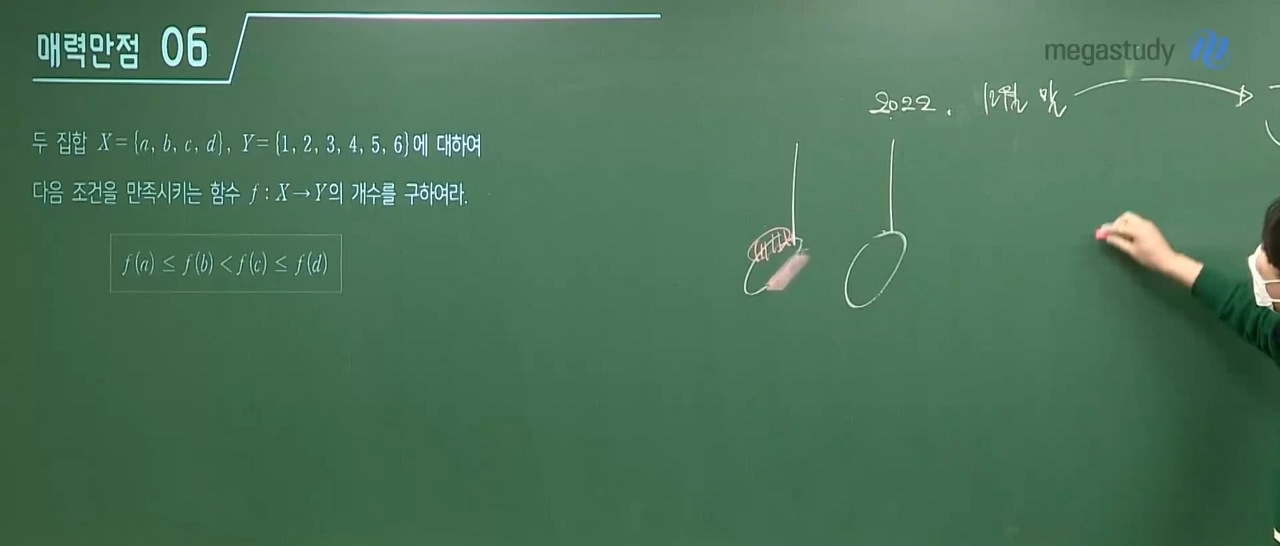 매력만점 06
megastudy
2022. 12월 말
두 집합 X={a, b, c, d}, Y={1, 2, 3, 4, 5, 6}에 대하여
다음 조건을 만족시키는 함수 f : X→Y의 개수를 구하여라.
f(a) ≤ f(b) < f(c) ≤ f(d)